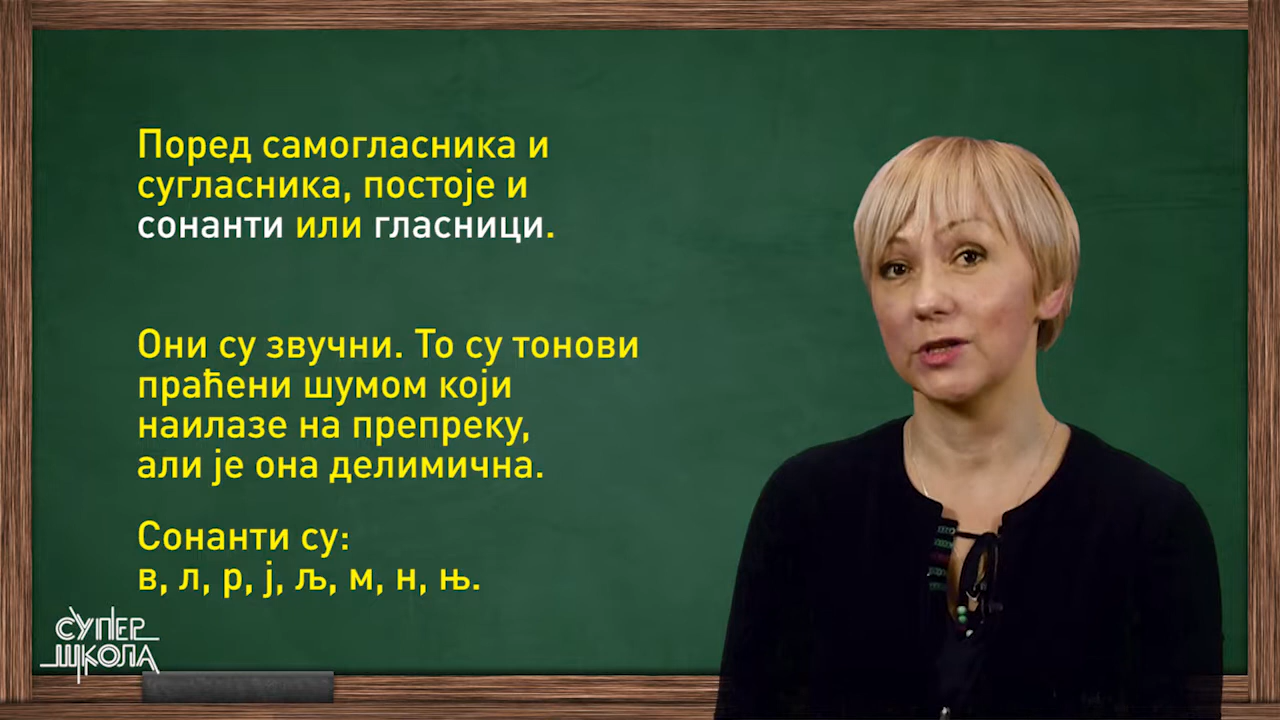 Поред самогласника и
сугласника, постоје и
сонанти или гласници.
Они су звучни. То су тонови
праћени шумом који
наилазе на препреку,
али је она делимична.
Сонанти су:
в, л, р, ј, љ, м, н, њ.
СУПЕР
ШКОЛА